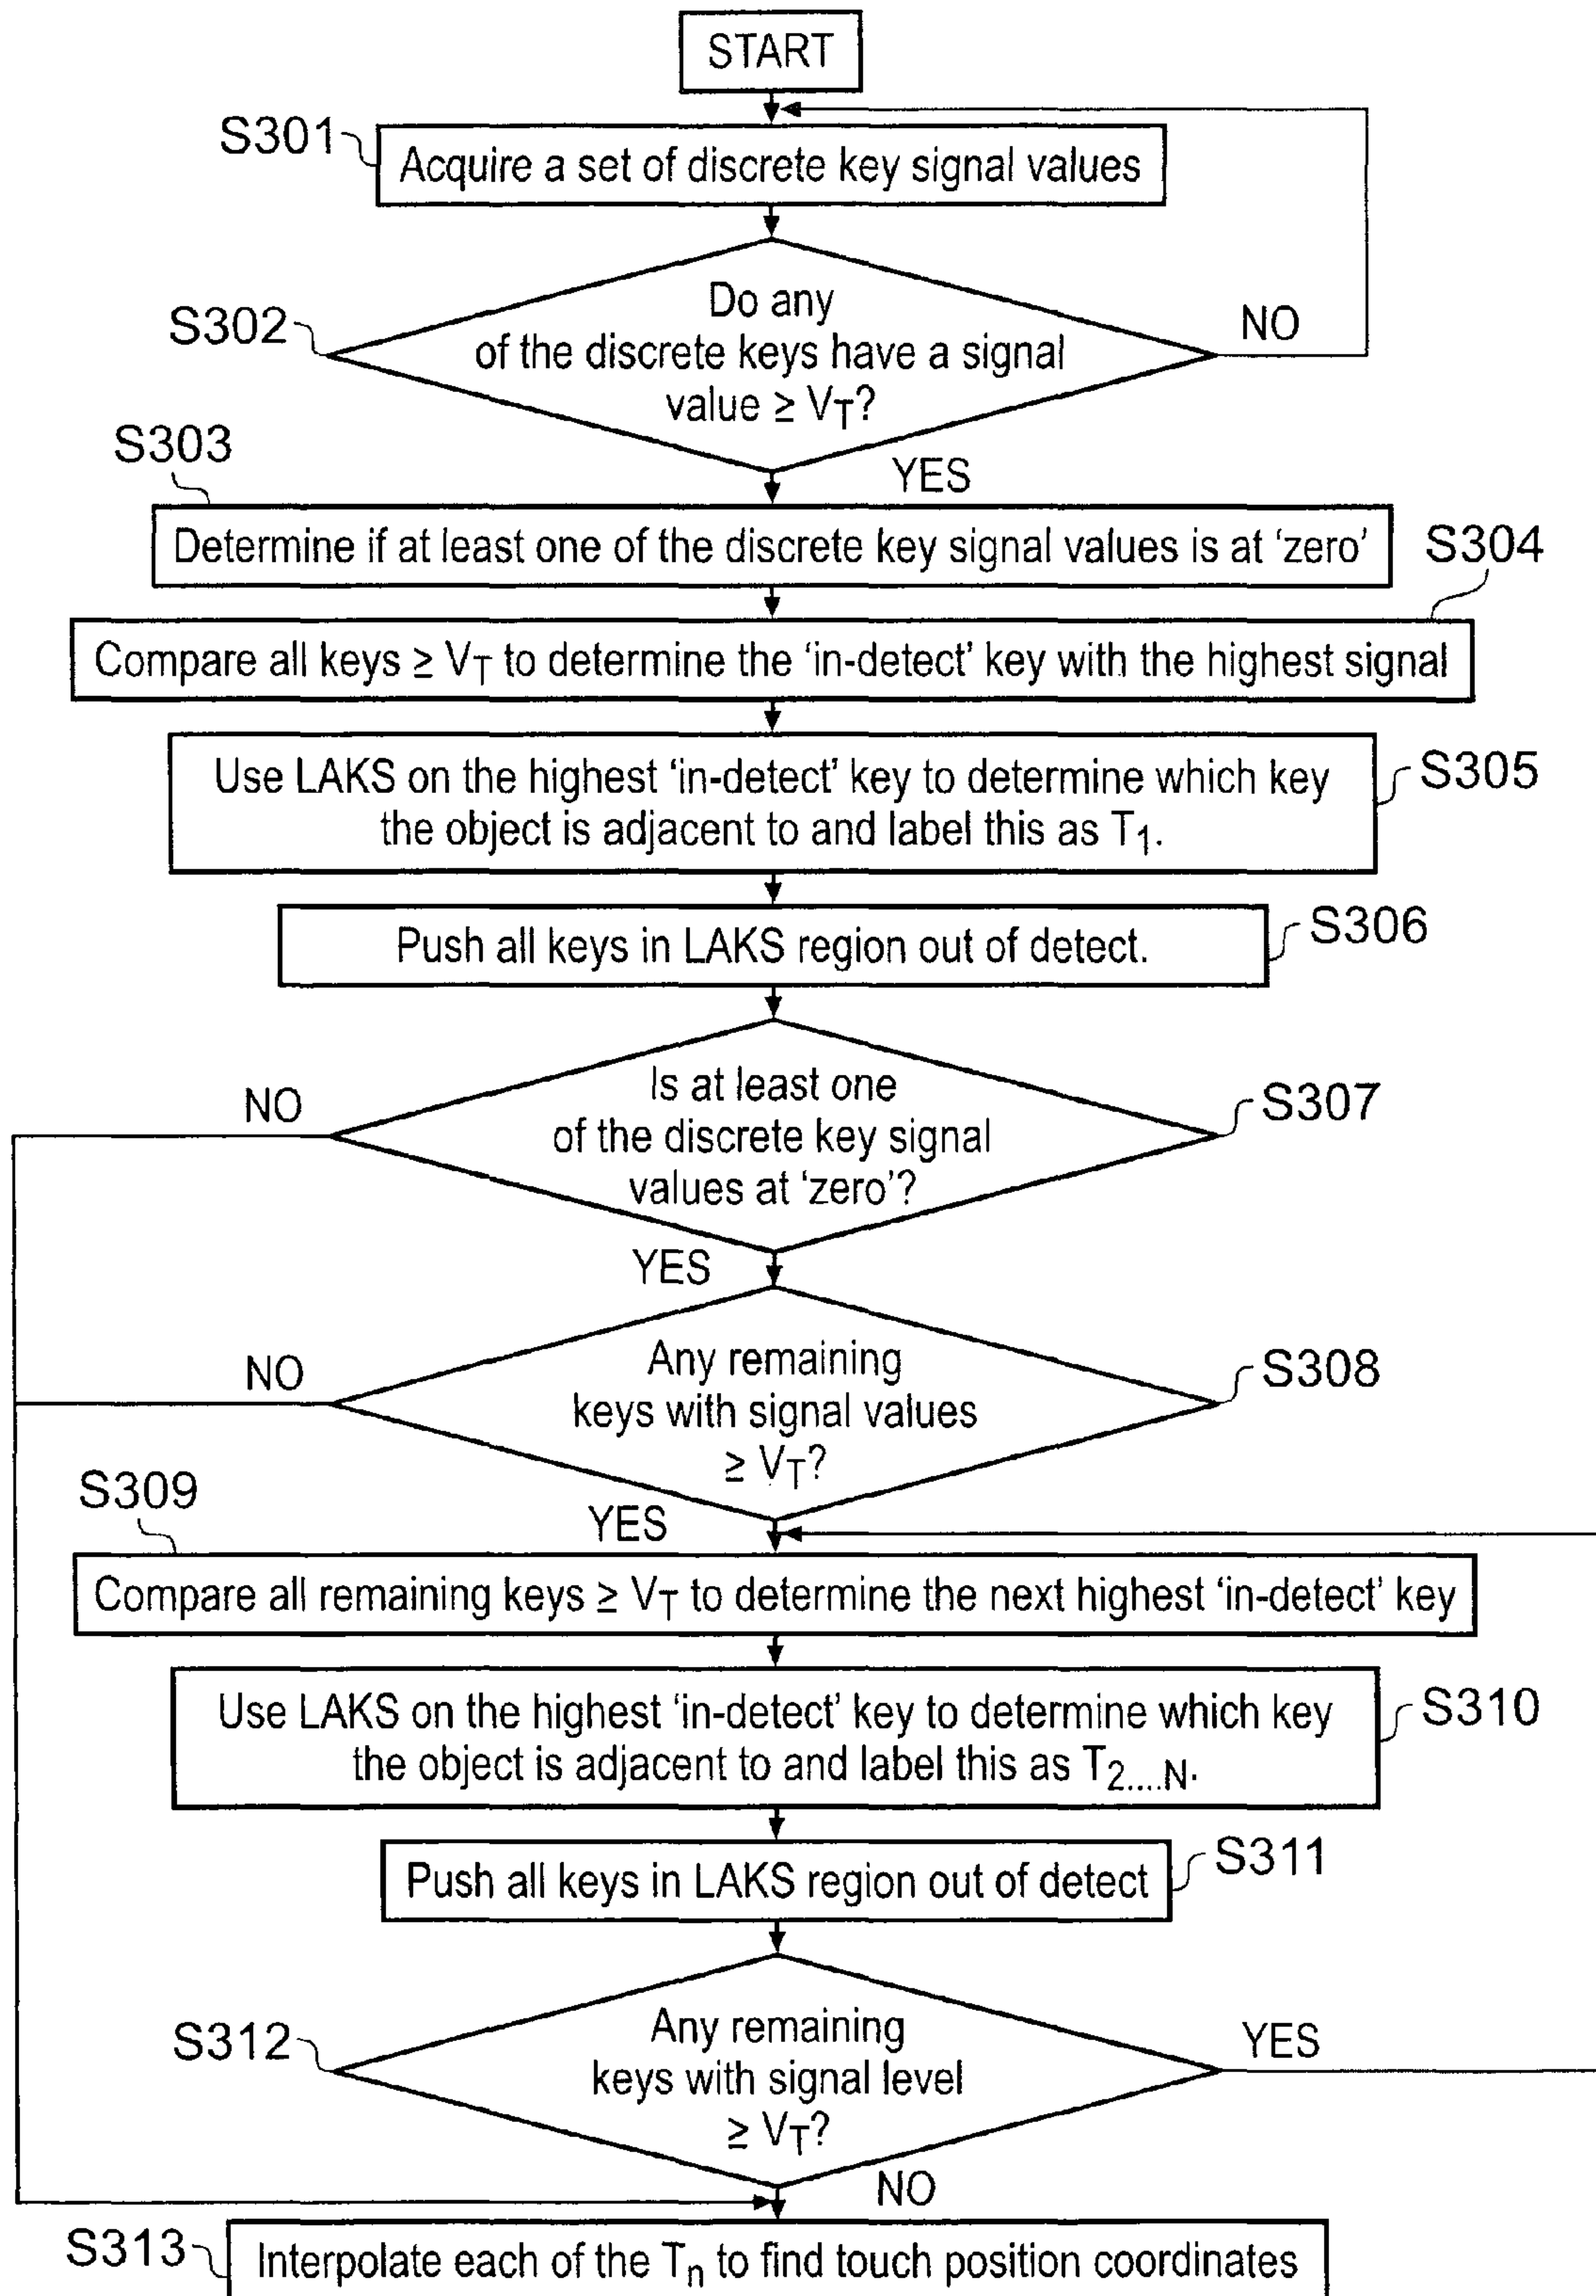 START
S301
Acquire a set of discrete key signal values
S302
Do any
of the discrete keys have a signal
value ≥ VT?
NO
S303
YES
Determine if at least one of the discrete key signal values is at ‘zero’
S304
Compare all keys ≥ VT to determine the ‘in-detect’ key with the highest signal
Use LAKS on the highest ‘in-detect’ key to determine which key
the object is adjacent to and label this as T1.
S305
Push all keys in LAKS region out of detect.
S306
NO
Is at least one
of the discrete key signal
values at ‘zero’?
S307
YES
NO
Any remaining
keys with signal values
≥ VT?
S308
S309
YES
Compare all remaining keys ≥ VT to determine the next highest ‘in-detect’ key
Use LAKS on the highest ‘in-detect’ key to determine which key
the object is adjacent to and label this as T2....N.
S310
Push all keys in LAKS region out of detect
S311
S312
Any remaining
keys with signal level
≥ VT?
YES
NO
S313
Interpolate each of the Tn to find touch position coordinates